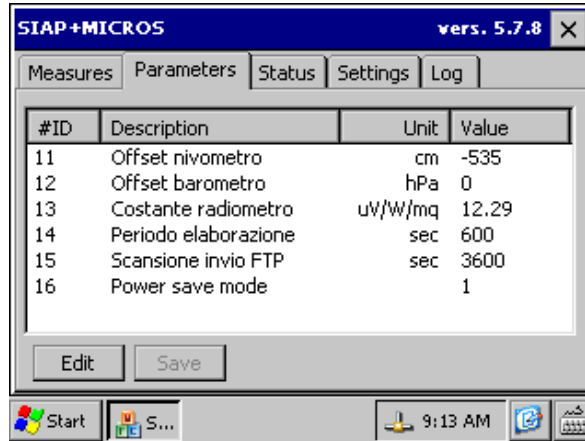 SIAP+MICROS vers. 5.7.8
Measures Parameters Status Settings Log
#ID Description Unit Value
11 Offset nivometro cm -535
12 Offset barometro hPa 0
13 Costante radiometro uV/W/mq 12.29
14 Periodo elaborazione sec 600
15 Scansione invio FTP sec 3600
16 Power save mode 1
Edit Save
Start S... 9:13 AM